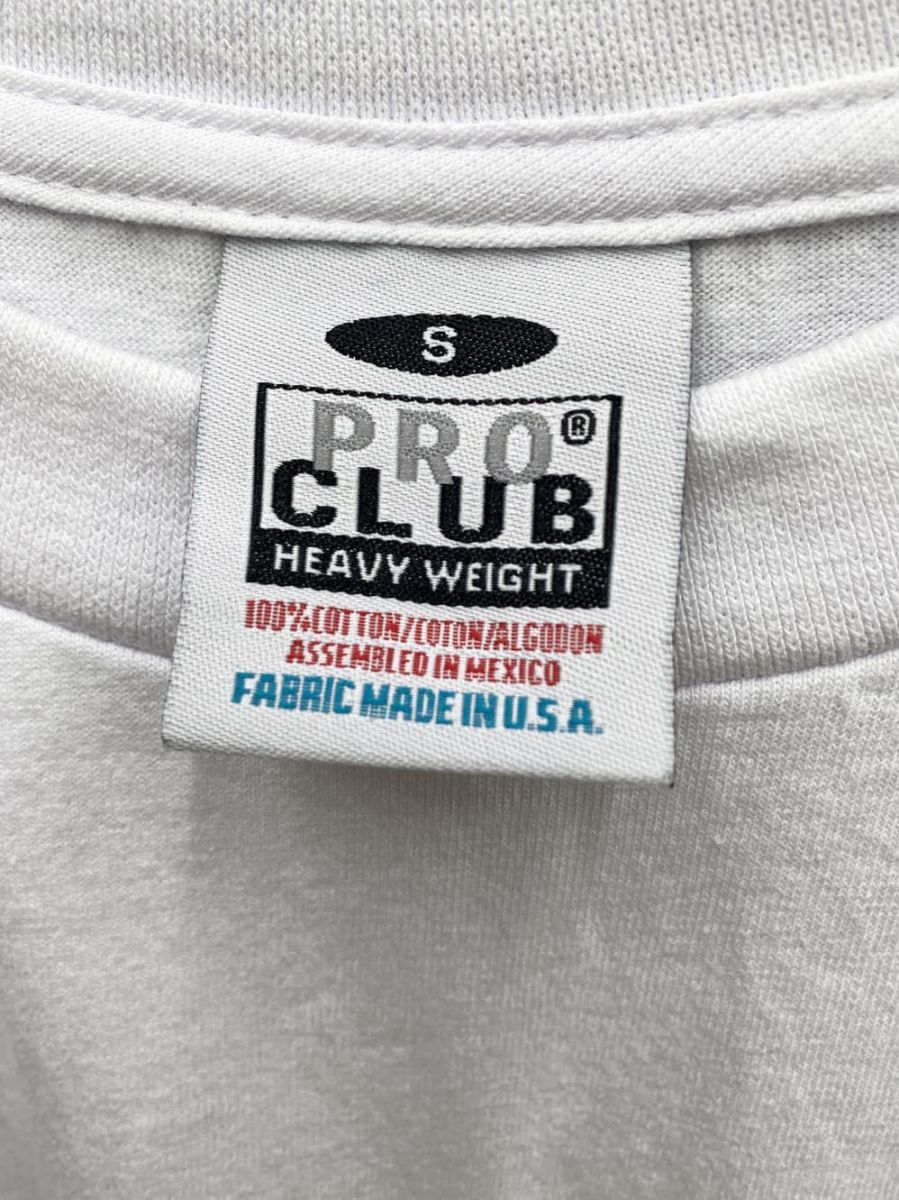 S
PRO®
CLUB
HEAVY WEIGHT
100%COTTON/COTON/ALGODON
ASSEMBLED IN MEXICO
FABRIC MADE IN U.S.A.